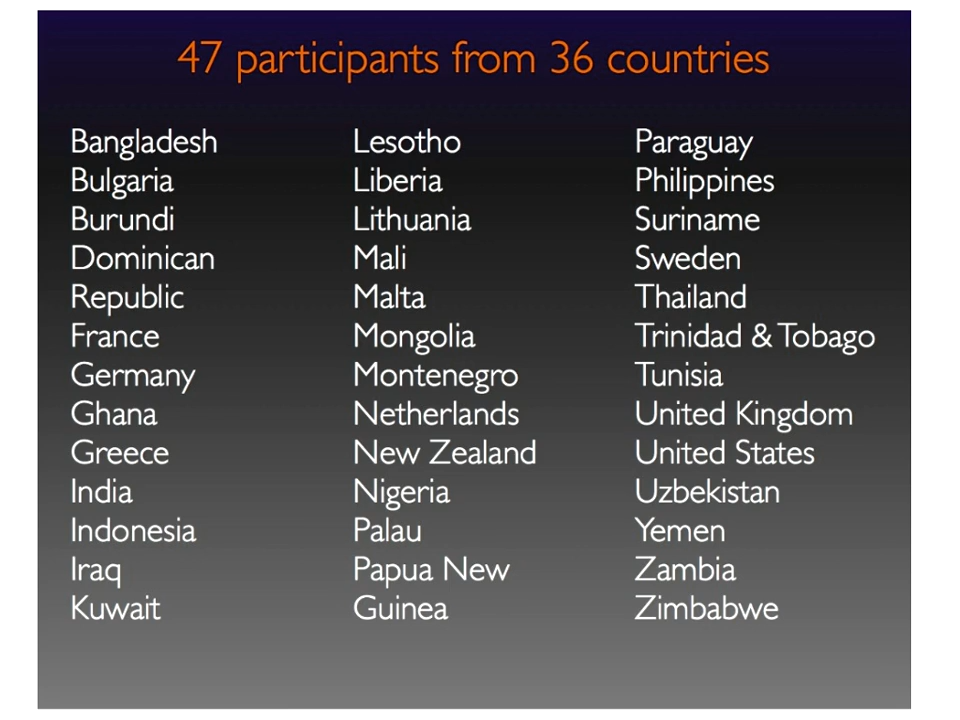 47 participants from 36 countries
Bangladesh
Bulgaria
Burundi
Dominican
Republic
France
Germany
Ghana
Greece
India
Indonesia
Iraq
Kuwait
Lesotho
Liberia
Lithuania
Mali
Malta
Mongolia
Montenegro
Netherlands
New Zealand
Nigeria
Palau
Papua New
Guinea
Paraguay
Philippines
Suriname
Sweden
Thailand
Trinidad & Tobago
Tunisia
United Kingdom
United States
Uzbekistan
Yemen
Zambia
Zimbabwe